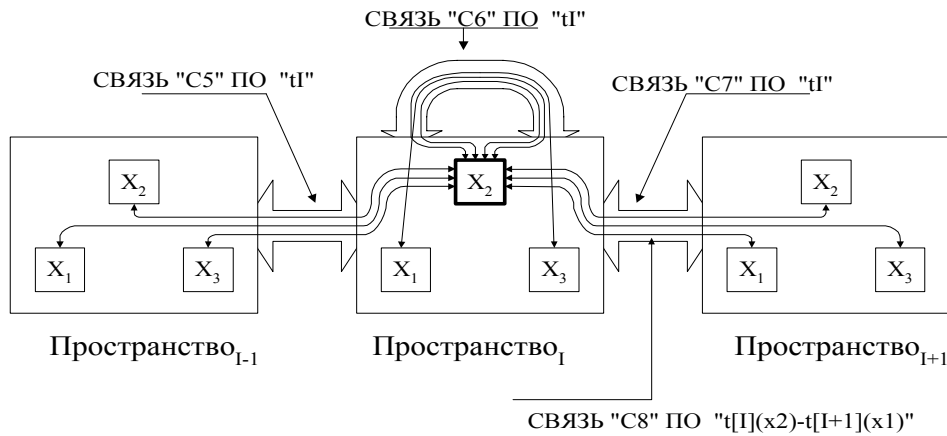 СВЯЗЬ "С6" ПО "tI"
СВЯЗЬ "С5" ПО "tI"
СВЯЗЬ "С7" ПО "tI"
X2
X2
X2
X1
X3
X1
X3
X1
X3
Пространство I-1
Пространство I
Пространство I+1
СВЯЗЬ "С8" ПО "t[I](x2)-t[I+1](x1)"